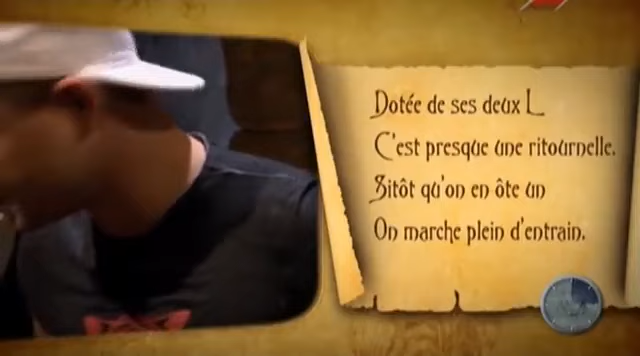 Dotée de ses deux L
C'est presque une ritournelle.
Sitôt qu'on en ôte un
On marche plein d'entrain.